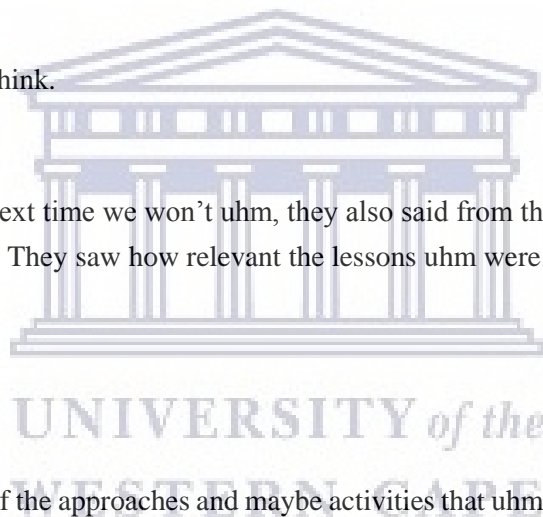 hink.
ext time we won't uhm, they also said from th
They saw how relevant the lessons uhm were
UNIVERSITY of the
WESTERN CAPE
f the approaches and maybe activities that uhm